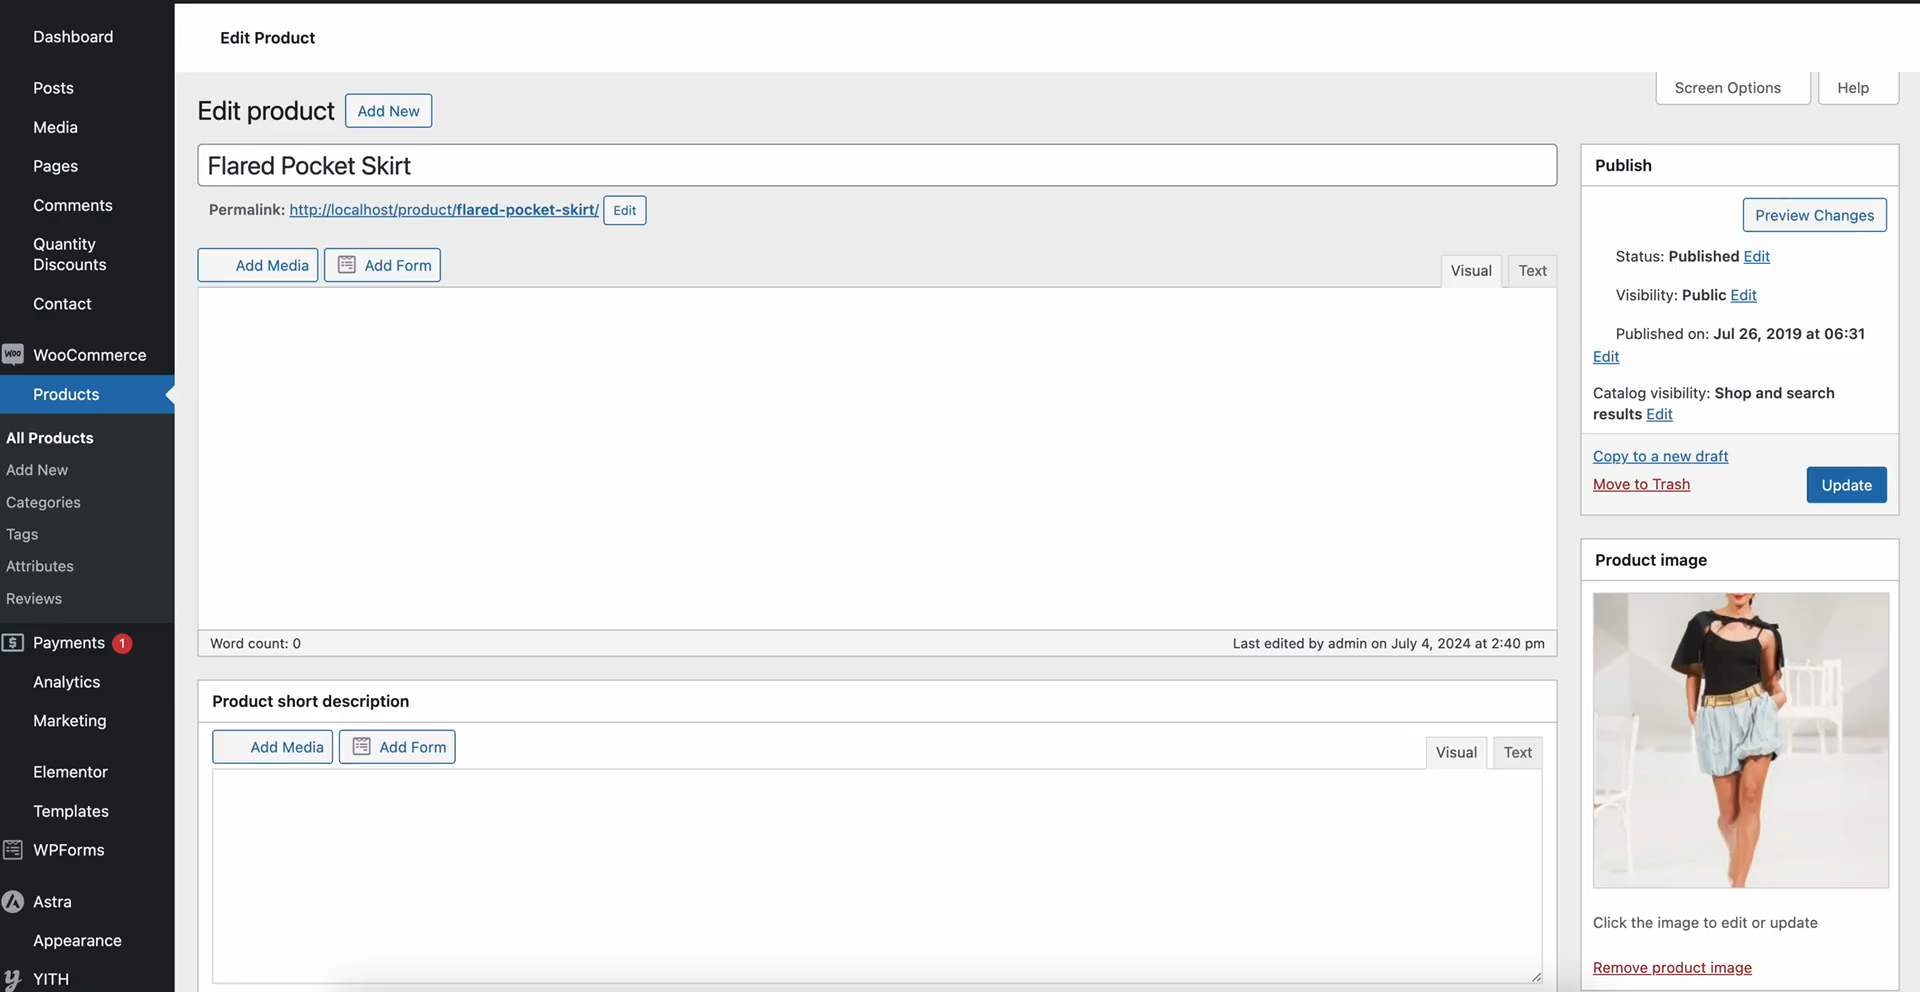 Dashboard
Posts
Media
Pages
Comments
Quantity
Discounts
Contact
Woo WooCommerce
Products
All Products
Add New
Categories
Tags
Attributes
Reviews
$ Payments 1
Analytics
Marketing
Elementor
Templates
WPForms
Astra
Appearance
y YITH
Edit Product
Screen Options
Help
Edit product
Add New
Flared Pocket Skirt
Permalink: http://localhost/product/flared-pocket-skirt/ Edit
Add Media
Add Form
Visual
Text
Word count: 0
Last edited by admin on July 4, 2024 at 2:40 pm
Product short description
Add Media
Add Form
Visual
Text
Publish
Preview Changes
Status: Published Edit
Visibility: Public Edit
Published on: Jul 26, 2019 at 06:31
Edit
Catalog visibility: Shop and search
results Edit
Copy to a new draft
Move to Trash
Update
Product image
Click the image to edit or update
Remove product image